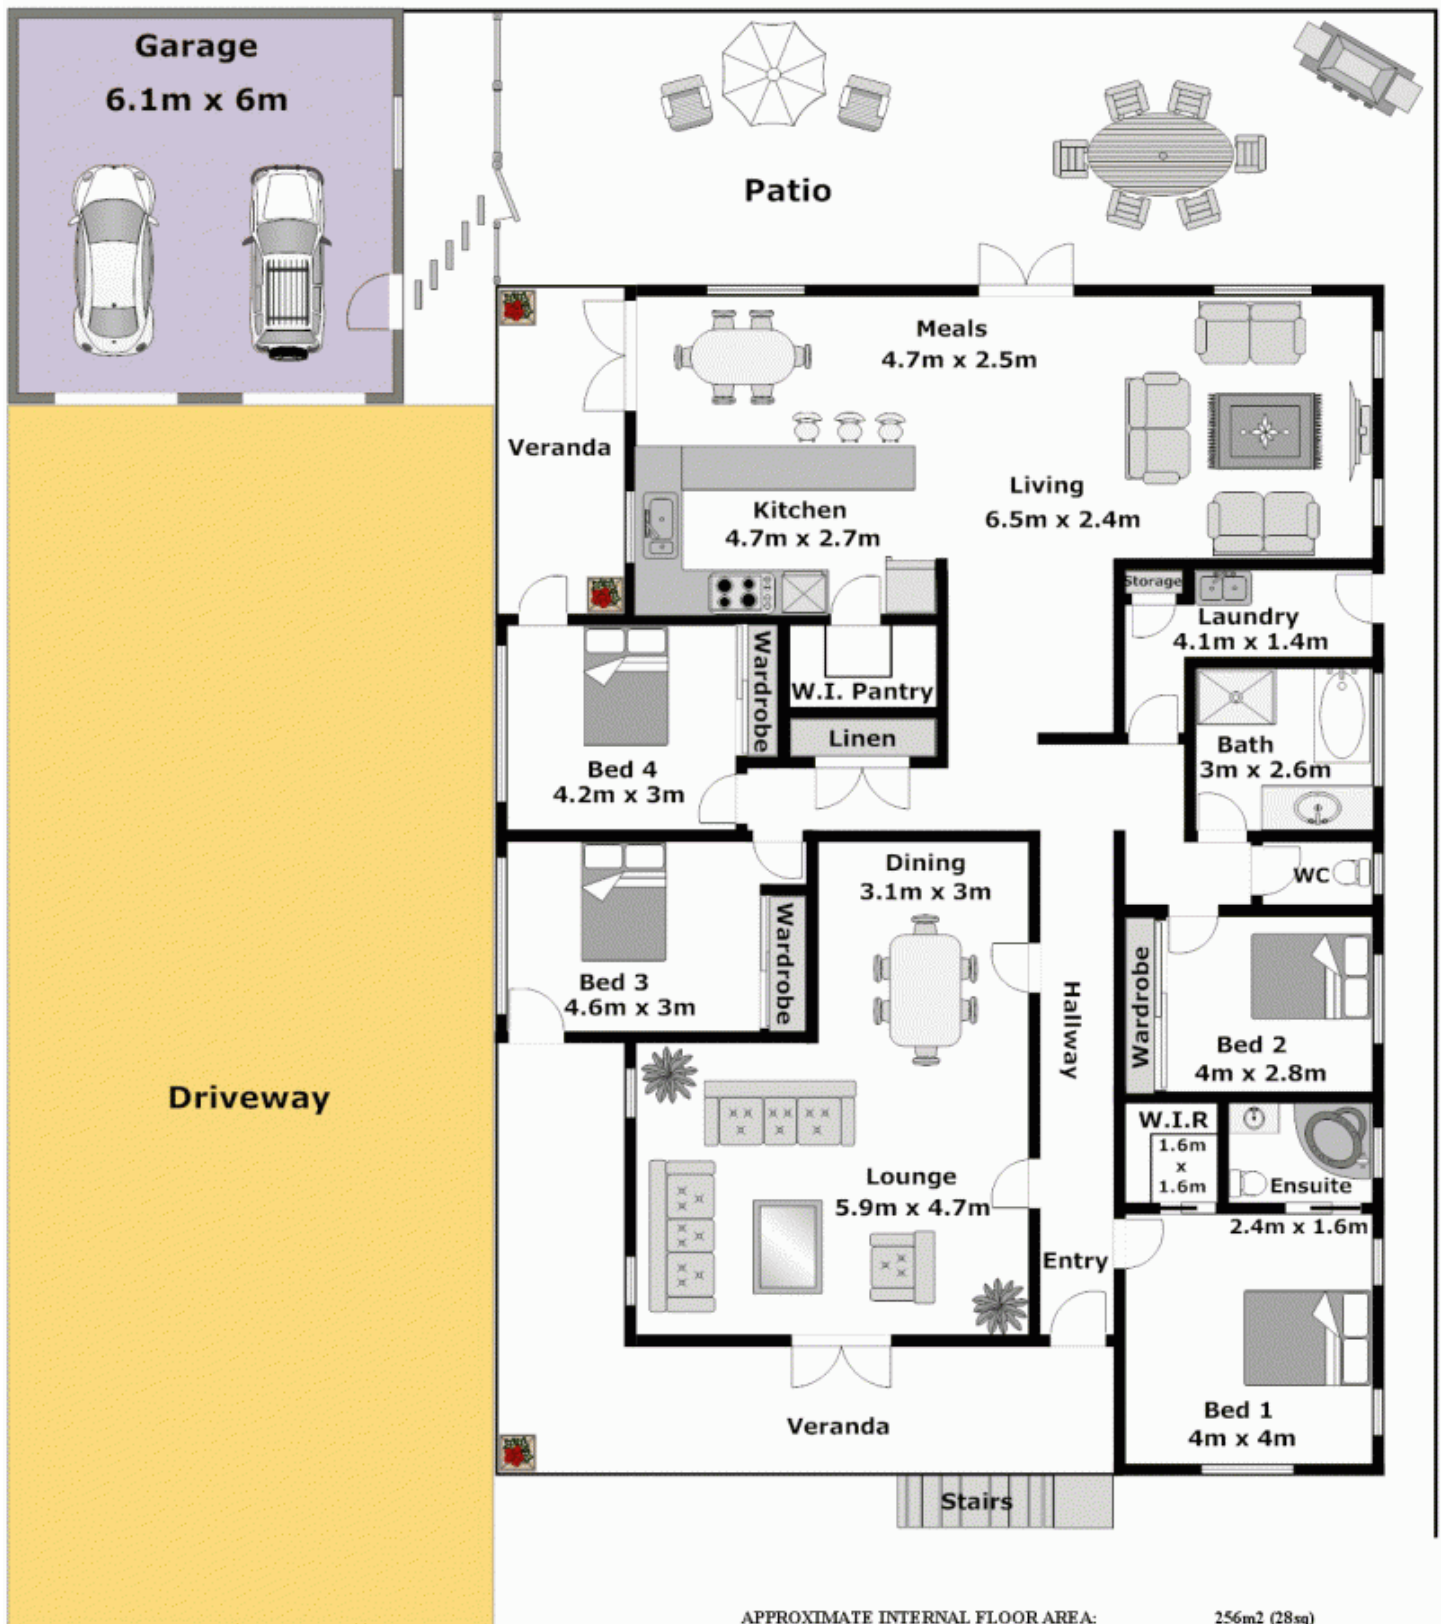 Garage
6.1m x 6m
Patio
Meals
4.7m x 2.5m
Veranda
Living
6.5m x 2.4m
Kitchen
4.7m x 2.7m
Storage
Laundry
4.1m x 1.4m
Wardrobe
W.I. Pantry
Linen
Bath
3m x 2.6m
Bed 4
4.2m x 3m
Dining
3.1m x 3m
WC
Wardrobe
Bed 3
4.6m x 3m
Hallway
Wardrobe
Bed 2
4m x 2.8m
Driveway
W.I.R
1.6m
x
1.6m
Ensuite
2.4m x 1.6m
Lounge
5.9m x 4.7m
Entry
Bed 1
4m x 4m
Veranda
Stairs
APPROXIMATE INTERNAL FLOOR AREA: 256m2 (28sq)